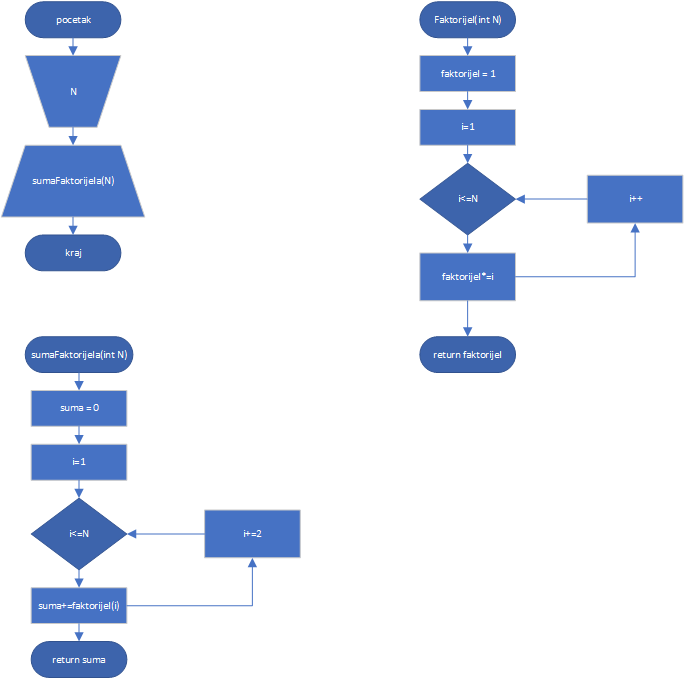 pocetak
N
sumaFaktorijela(N)
kraj
Faktorijel(int N)
faktorijel = 1
i=1
i<=N
i++
faktorijel*=i
return faktorijel
sumaFaktorijela(int N)
suma = 0
i=1
i<=N
i+=2
suma+=faktorijel(i)
return suma